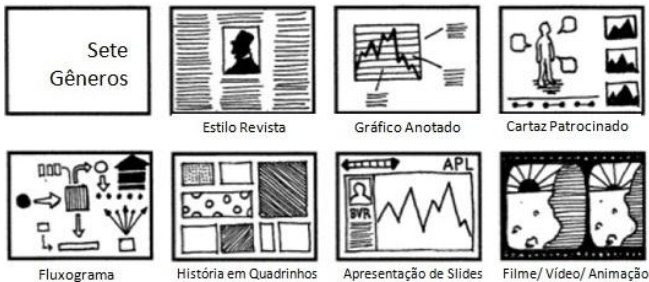 Sete
Gêneros
Estilo Revista
Gráfico Anotado
Cartaz Patrocinado
APL
SVR
Fluxograma
História em Quadrinhos
Apresentação de Slides
Filme/ Vídeo/ Animação